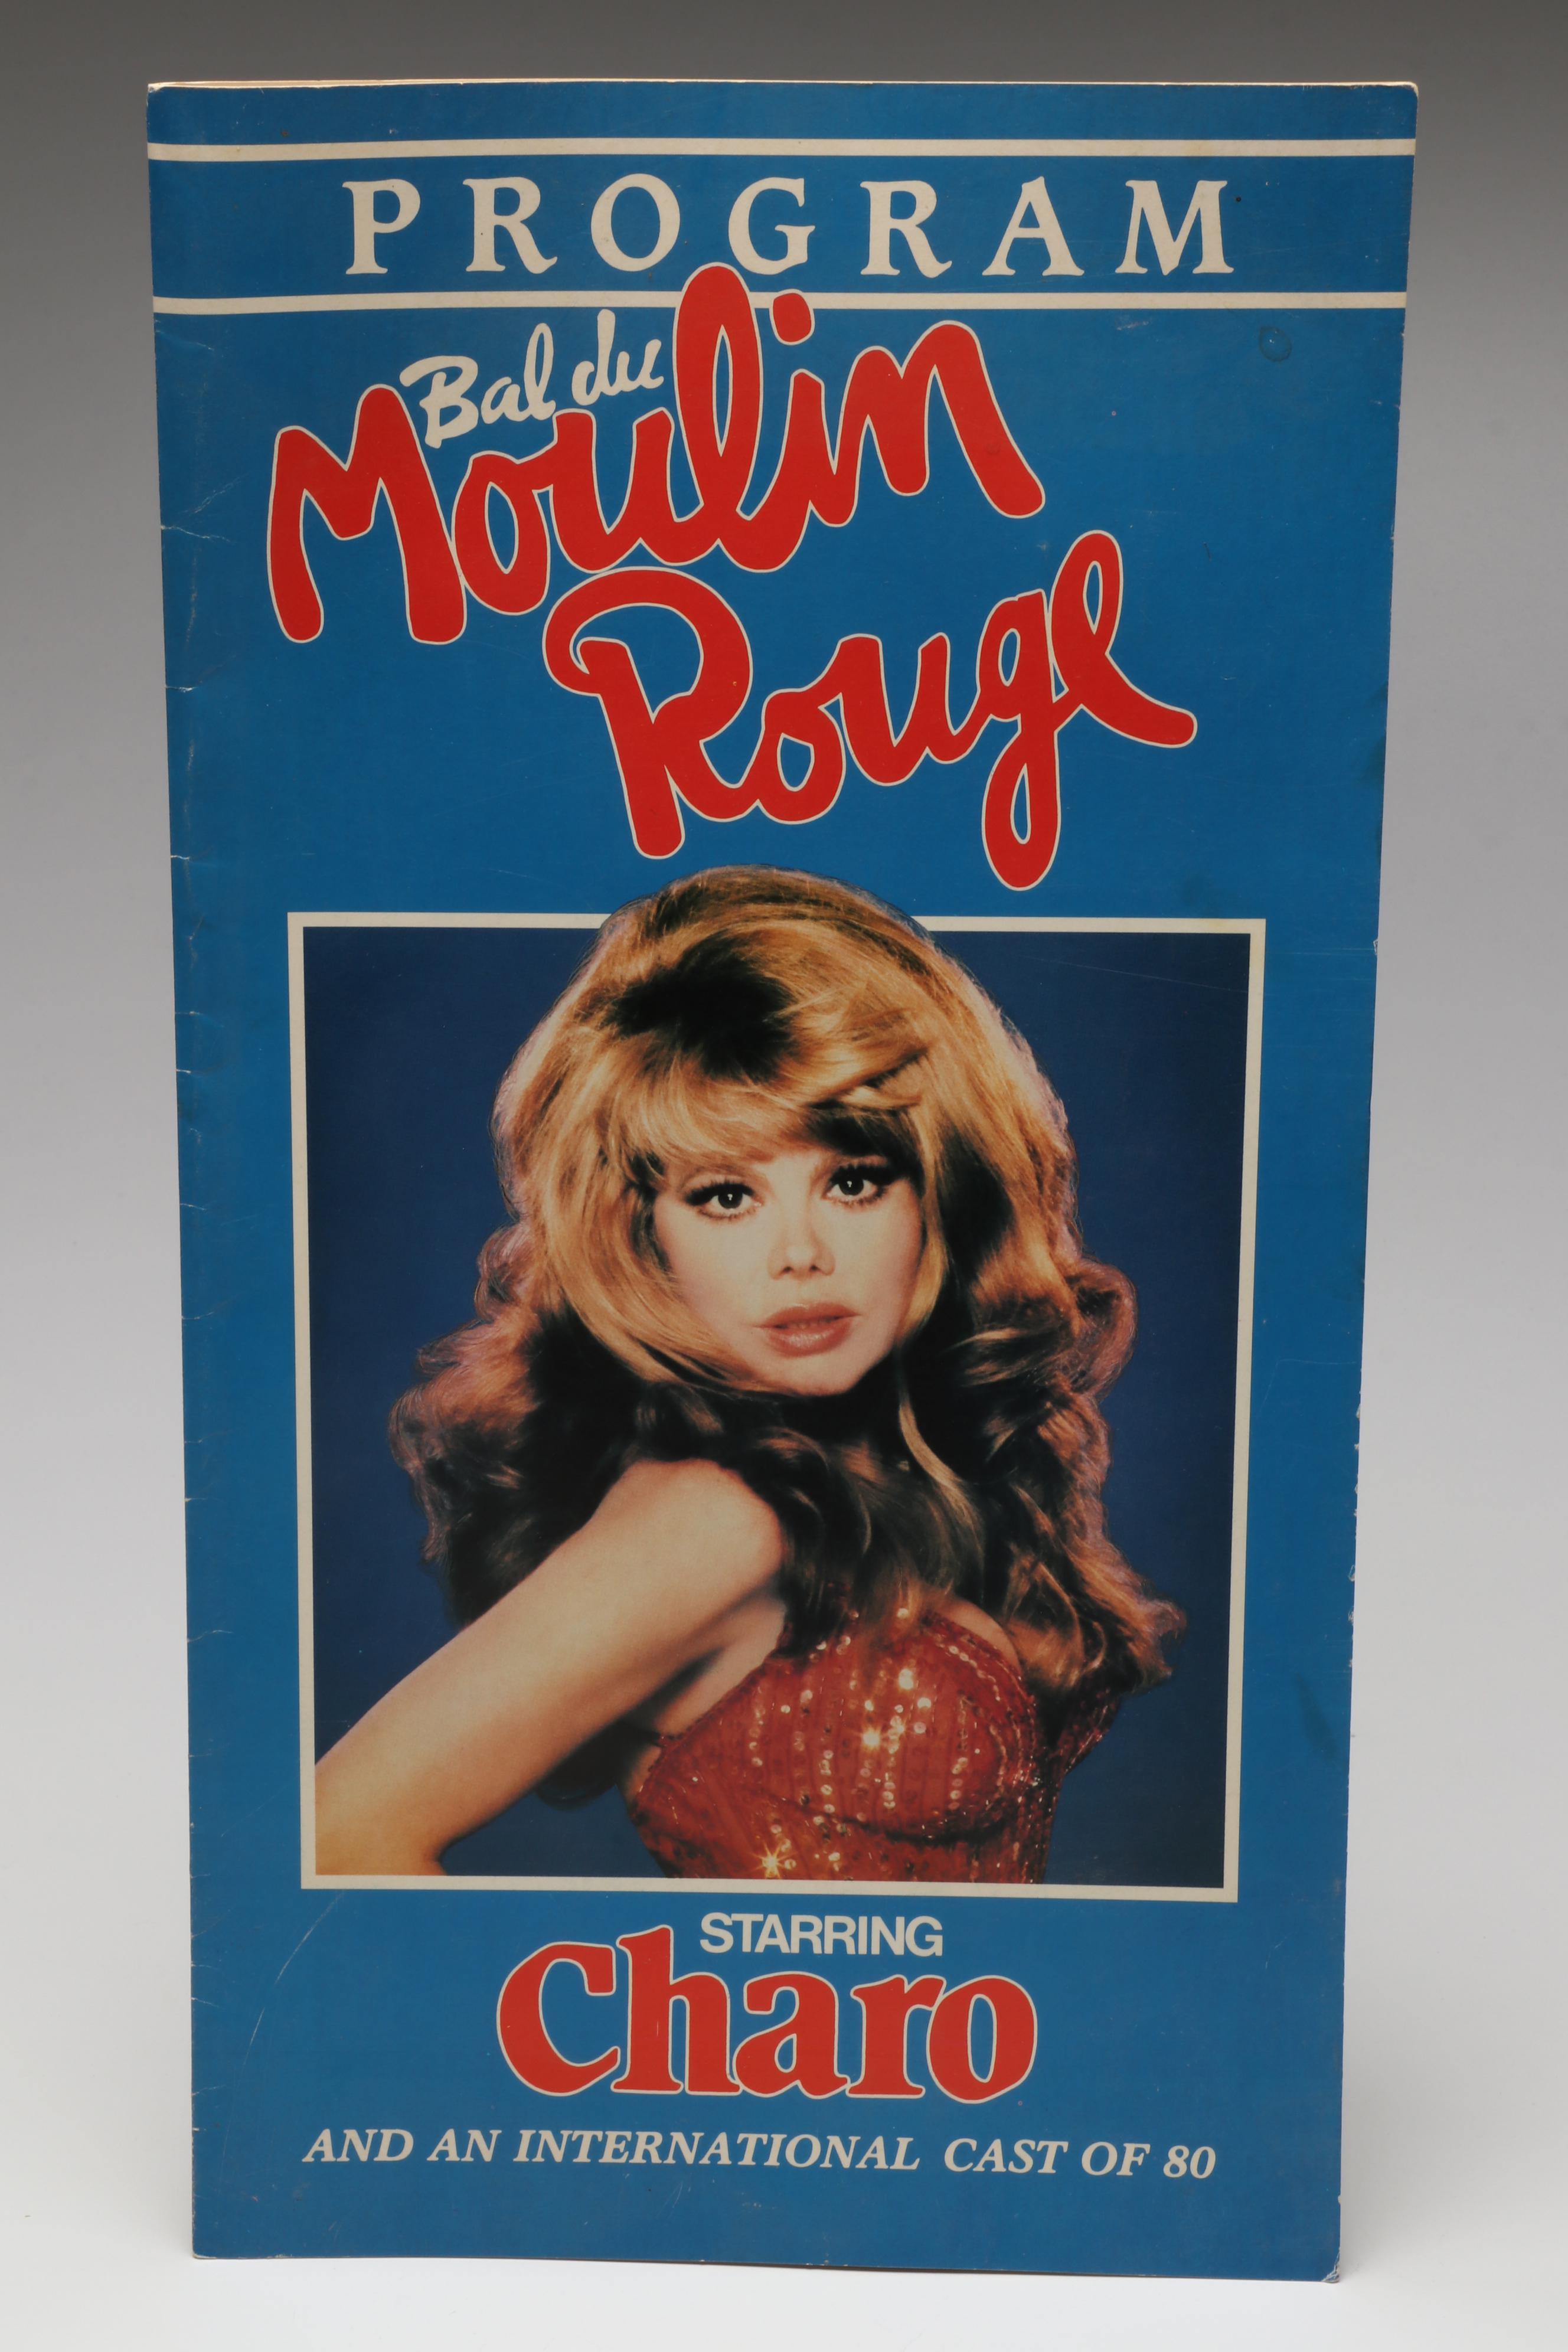 PROGRAM
Bal du
Moulin
Rouge
STARRING
Charo
AND AN INTERNATIONAL CAST OF 80